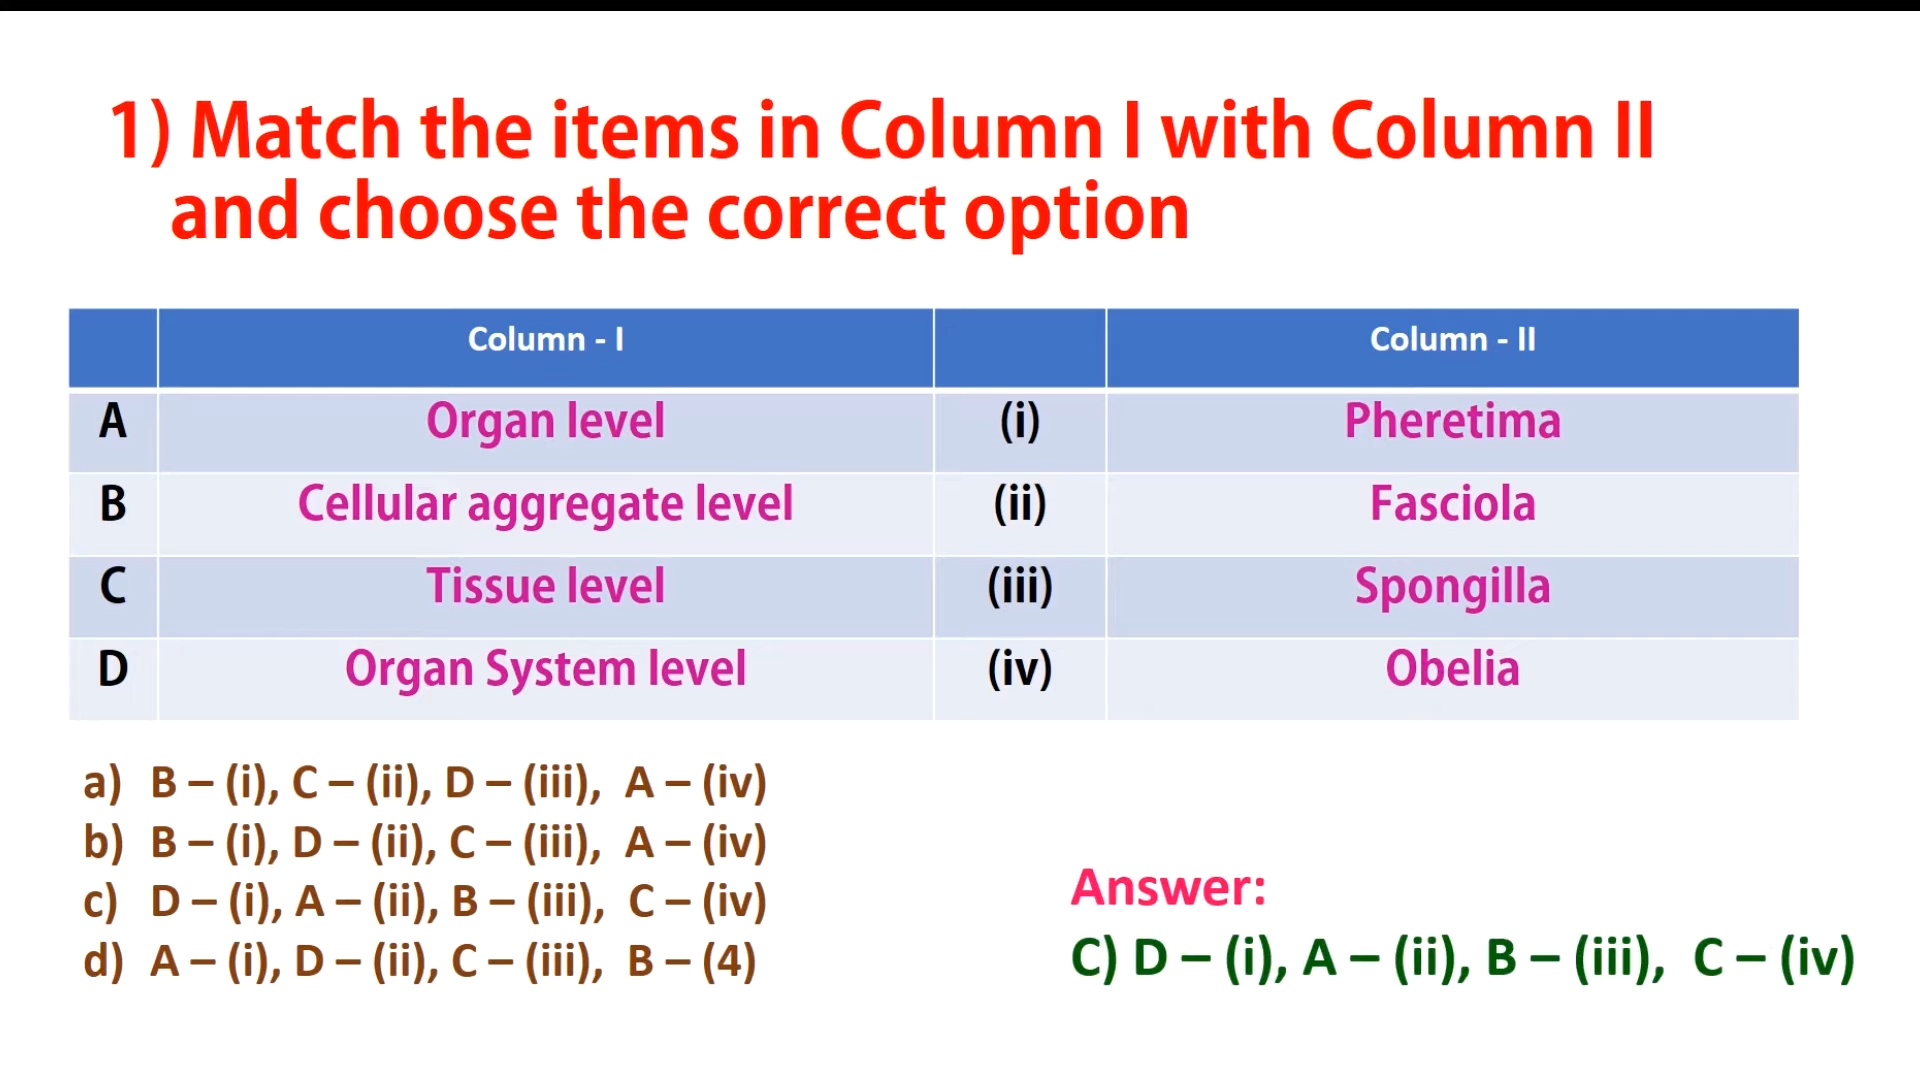 1) Match the items in Column I with Column II
and choose the correct option
Column - I Column - II
A Organ level (i) Pheretima
B Cellular aggregate level (ii) Fasciola
C Tissue level (iii) Spongilla
D Organ System level (iv) Obelia
a) B – (i), C – (ii), D – (iii), A – (iv)
b) B – (i), D – (ii), C – (iii), A – (iv)
c) D – (i), A – (ii), B – (iii), C – (iv)
d) A – (i), D – (ii), C – (iii), B – (4)
Answer:
C) D – (i), A – (ii), B – (iii), C – (iv)